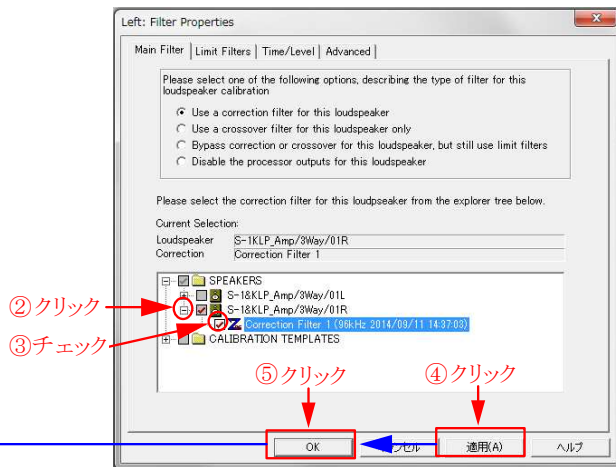 Left: Filter Properties
Main Filter | Limit Filters | Time/Level | Advanced
Please select one of the following options, describing the type of filter for this
loudspeaker calibration
Use a correction filter for this loudspeaker
Use a crossover filter for this loudspeaker only
Bypass correction or crossover for this loudspeaker, but still use limit filters
Disable the processor outputs for this loudspeaker
Please select the correction filter for this loudpseaker from the explorer tree below.
Current Selection:
Loudspeaker S-1KLP_Amp/3Way/01R
Correction Correction Filter 1
SPEAKERS
S-1&KLP_Amp/3Way/01L
②クリック
S-1&KLP_Amp/3Way/01R
Correction Filter 1 (96kHz 2014/09/11 14:37:03)
③チェック
CALIBRATION TEMPLATES
⑤クリック
④クリック
OK
ンセル
適用(A)
ヘルプ